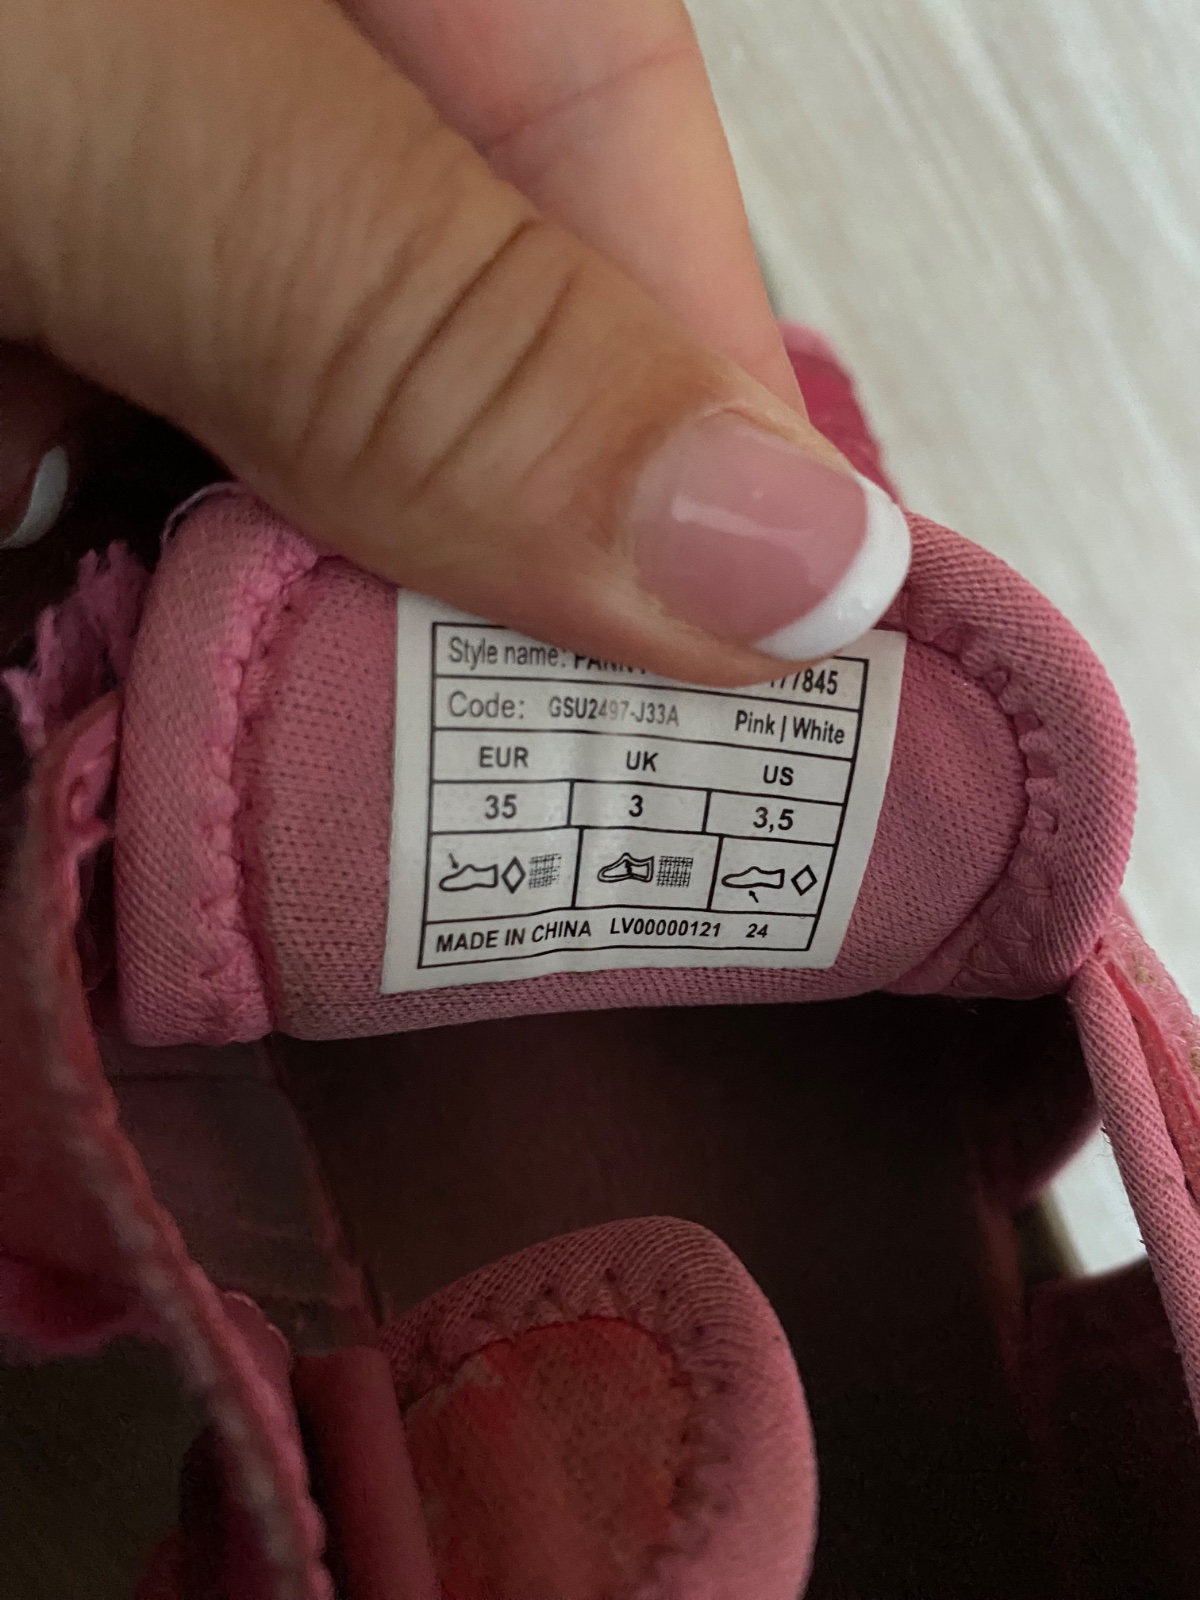 Style name: 77845
Code: GSU2497-J33A Pink | White
EUR UK US
35 3 3,5
MADE IN CHINA LV00000121 24